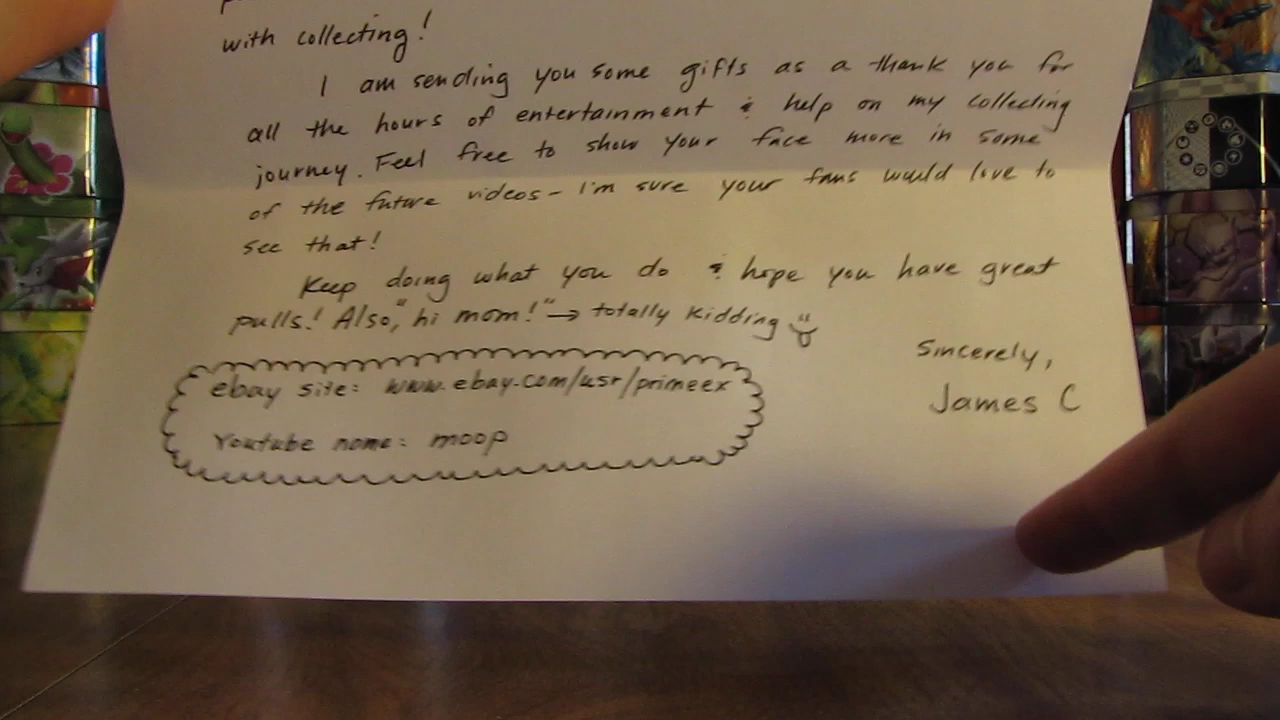 with collecting!
I am sending you some gifts as a thank you for
all the hours of entertainment & help on my collecting
journey. Feel free to show your face more in some
of the future videos - I'm sure your fans would love to
see that!
Keep doing what you do & hope you have great
pulls! Also, "hi mom!" → totally kidding
Sincerely,
James C
ebay site: www.ebay.com/usr/primeex
Youtube name: moop